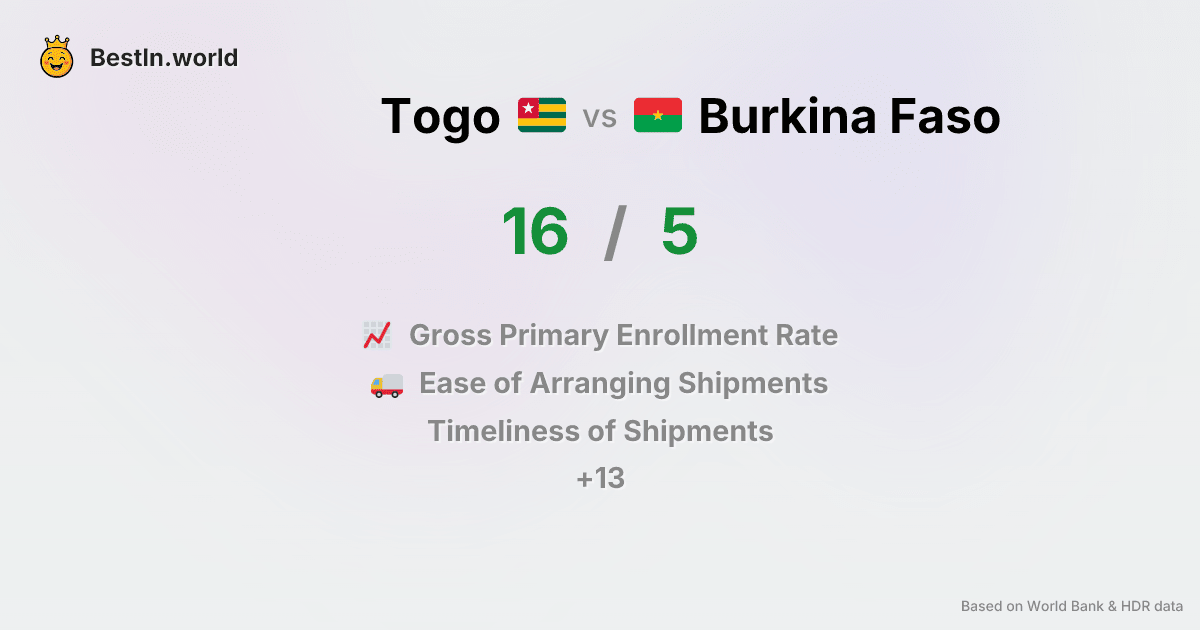 BestIn.world
Togo vs Burkina Faso
16 / 5
Gross Primary Enrollment Rate
Ease of Arranging Shipments
Timeliness of Shipments
+13
Based on World Bank & HDR data